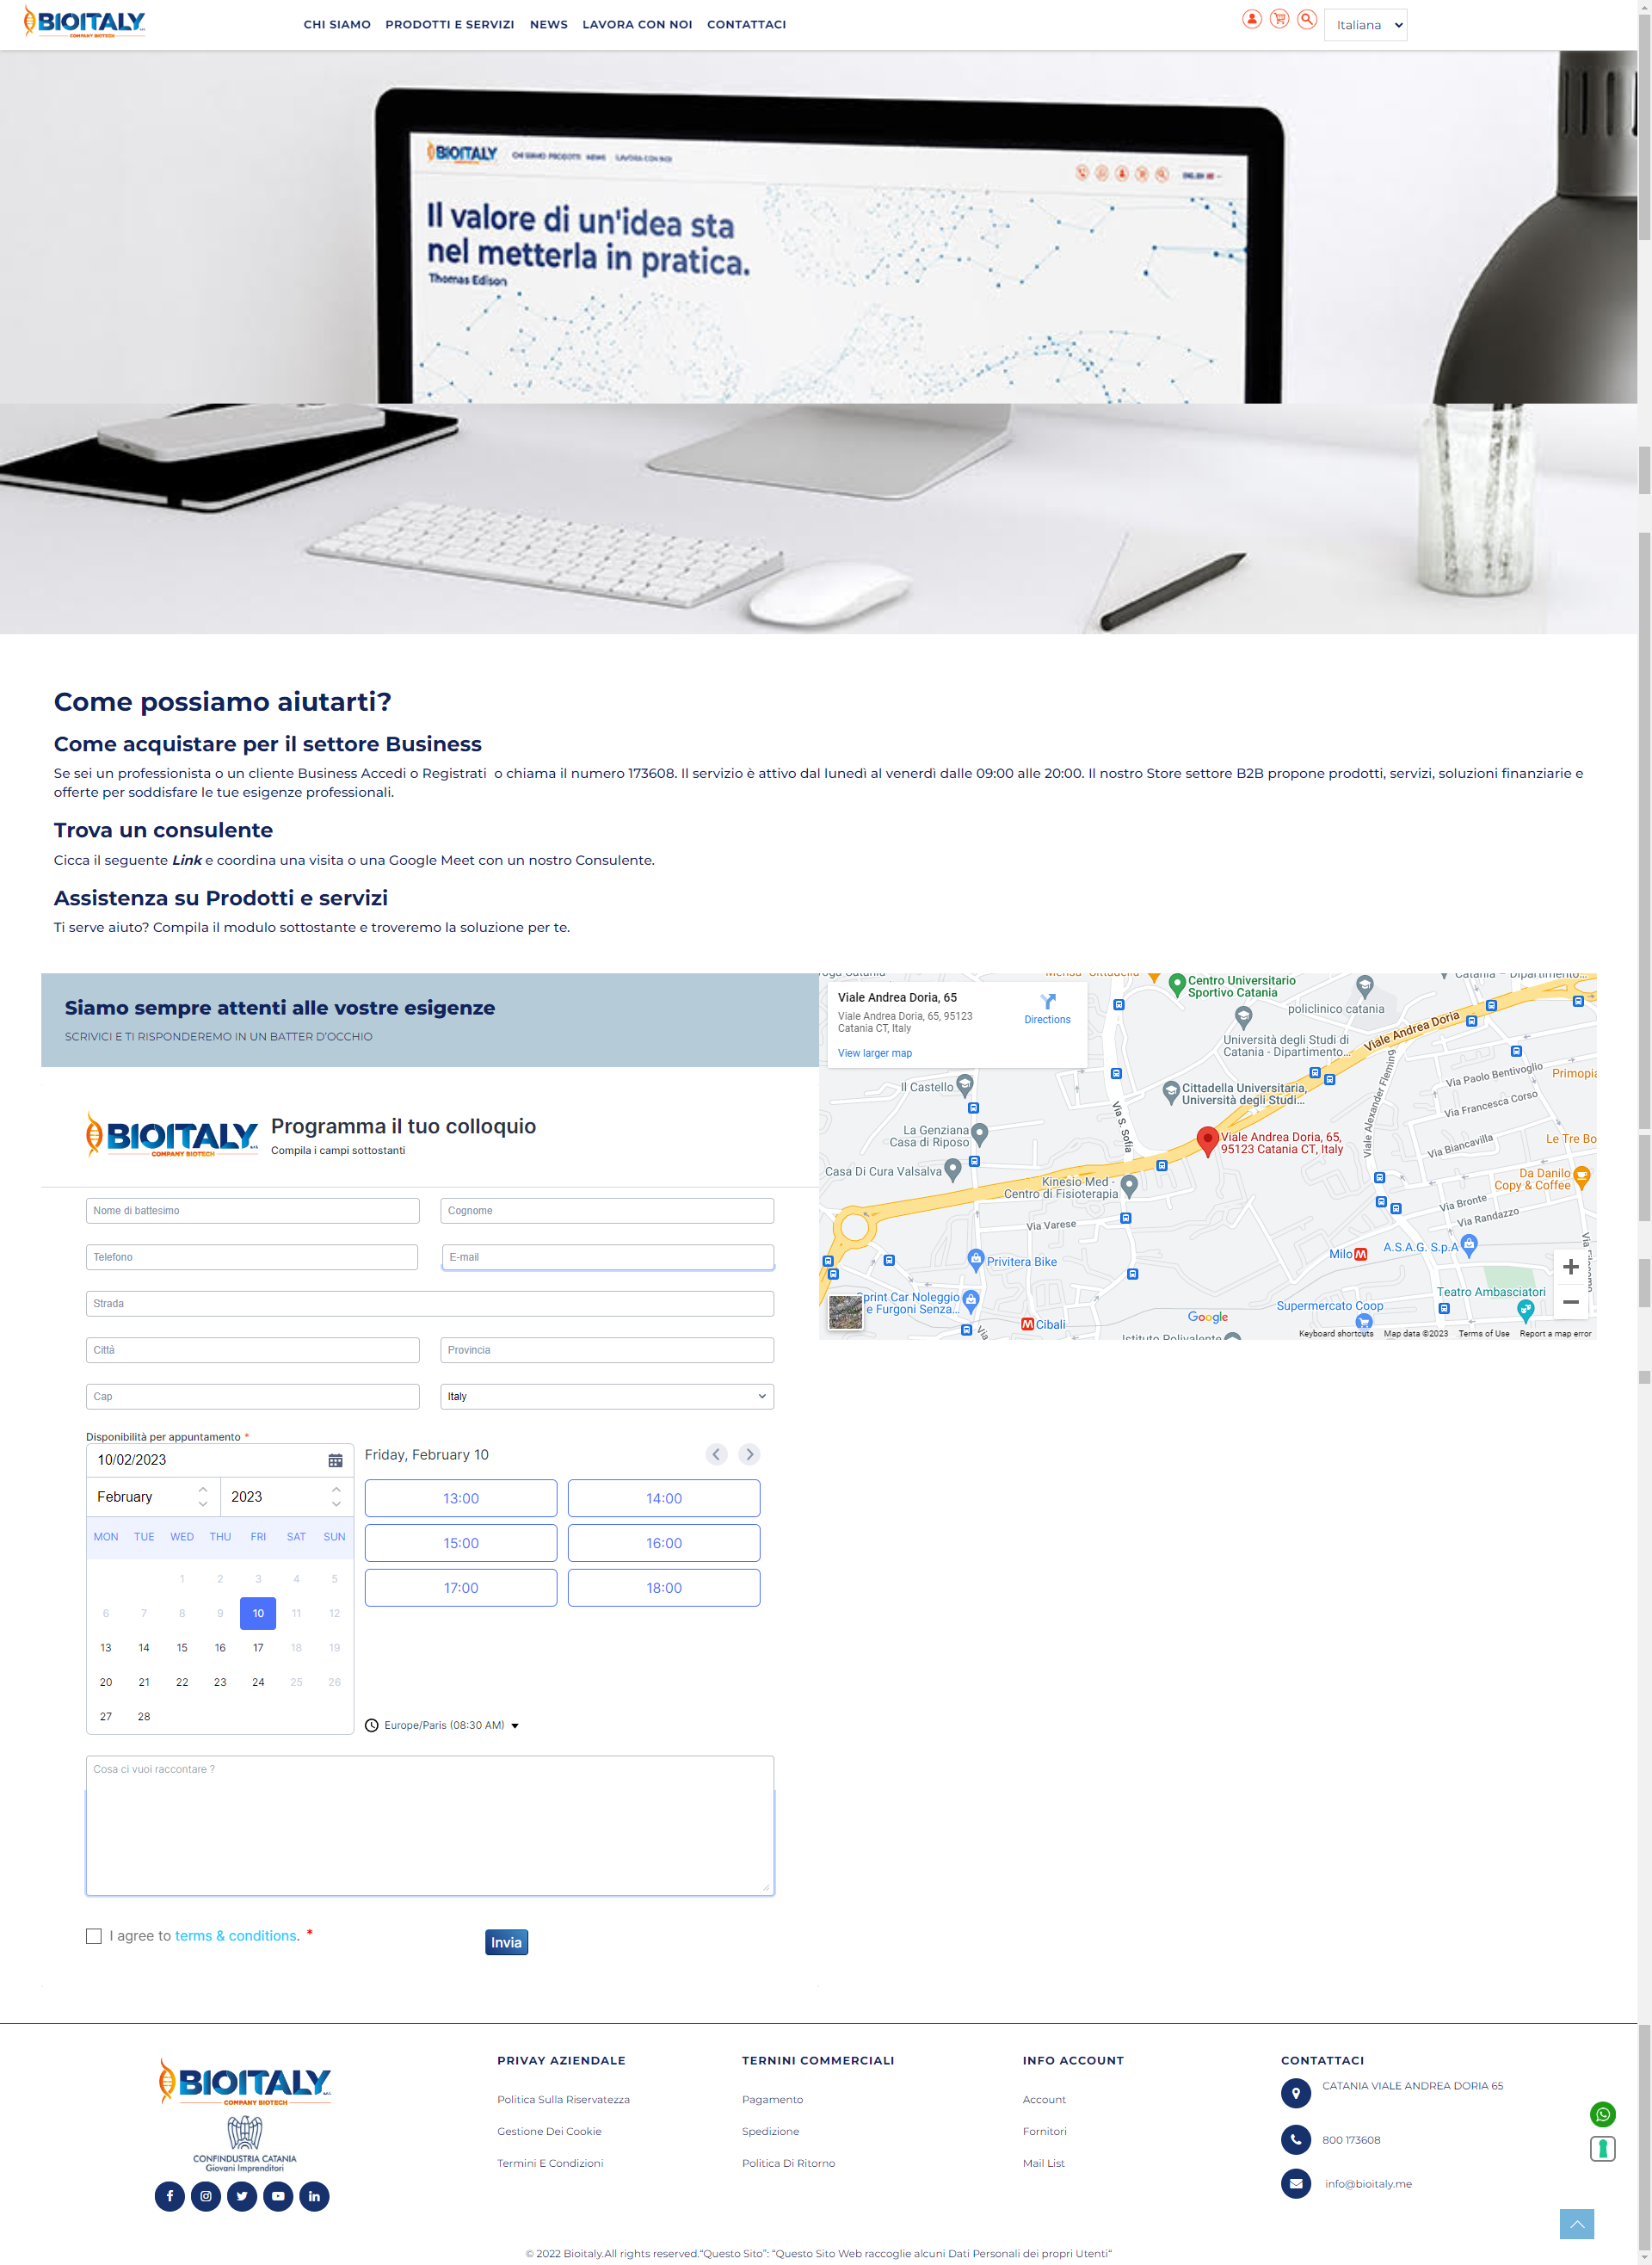 BIOITALY S.R.L.
COMPANY BIOTECH
CHI SIAMO PRODOTTI E SERVIZI NEWS LAVORA CON NOI CONTATTACI
Italiana
BIOITALY CHI SIAMO PRODOTTI NEWS LAVORA CON NOI
Il valore di un'idea sta
nel metterla in pratica.
Thomas Edison
Come possiamo aiutarti?
Come acquistare per il settore Business
Se sei un professionista o un cliente Business Accedi o Registrati o chiama il numero 173608. Il servizio è attivo dal lunedì al venerdì dalle 09:00 alle 20:00. Il nostro Store settore B2B propone prodotti, servizi, soluzioni finanziarie e
offerte per soddisfare le tue esigenze professionali.
Trova un consulente
Cicca il seguente Link e coordina una visita o una Google Meet con un nostro Consulente.
Assistenza su Prodotti e servizi
Ti serve aiuto? Compila il modulo sottostante e troveremo la soluzione per te.
Siamo sempre attenti alle vostre esigenze
SCRIVICI E TI RISPONDEREMO IN UN BATTER D'OCCHIO
BIOITALY S.R.L.
COMPANY BIOTECH
Programma il tuo colloquio
Compila i campi sottostanti
Nome di battesimo
Cognome
Telefono
E-mail
Strada
Città
Provincia
Cap
Italy
Disponibilità per appuntamento *
10/02/2023
February 2023
MON TUE WED THU FRI SAT SUN
1 2 3 4 5
6 7 8 9 10 11 12
13 14 15 16 17 18 19
20 21 22 23 24 25 26
27 28
Friday, February 10
13:00 14:00
15:00 16:00
17:00 18:00
Europe/Paris (08:30 AM)
Cosa ci vuoi raccontare ?
I agree to terms & conditions. *
Invia
Viale Andrea Doria, 65
Viale Andrea Doria, 65, 95123
Catania CT, Italy
Directions
View larger map
Mensa Cittadella
Centro Universitario
Sportivo Catania
Catania - Dipartimento...
policlinico catania
Università degli Studi di
Catania - Dipartimento...
Viale Andrea Doria
Il Castello
Cittadella Universitaria,
Università degli Studi...
Via Paolo Bentivoglio
Primopia
Via Francesca Corso
Viale Alexander Fleming
Via S. Sofia
La Genziana
Casa di Riposo
Viale Andrea Doria, 65,
95123 Catania CT, Italy
Via Biancavilla
Le Tre Bo
Casa Di Cura Valsalva
Kinesio Med -
Centro di Fisioterapia
Da Danilo
Copy & Coffee
Via Bronte
Via Randazzo
Via Varese
Privitera Bike
Milo
A.S.A.G. S.p.A
Sprint Car Noleggio
e Furgoni Senza...
Cibali
Google
Supermercato Coop
Teatro Ambasciatori
Istituto Polivalente
Keyboard shortcuts Map data ©2023 Terms of Use Report a map error
BIOITALY S.R.L.
COMPANY BIOTECH
CONFINDUSTRIA CATANIA
Giovani Imprenditori
PRIVAY AZIENDALE
Politica Sulla Riservatezza
Gestione Dei Cookie
Termini E Condizioni
TERNINI COMMERCIALI
Pagamento
Spedizione
Politica Di Ritorno
INFO ACCOUNT
Account
Fornitori
Mail List
CONTATTACI
CATANIA VIALE ANDREA DORIA 65
800 173608
info@bioitaly.me
© 2022 Bioitaly.All rights reserved."Questo Sito": "Questo Sito Web raccoglie alcuni Dati Personali dei propri Utenti"